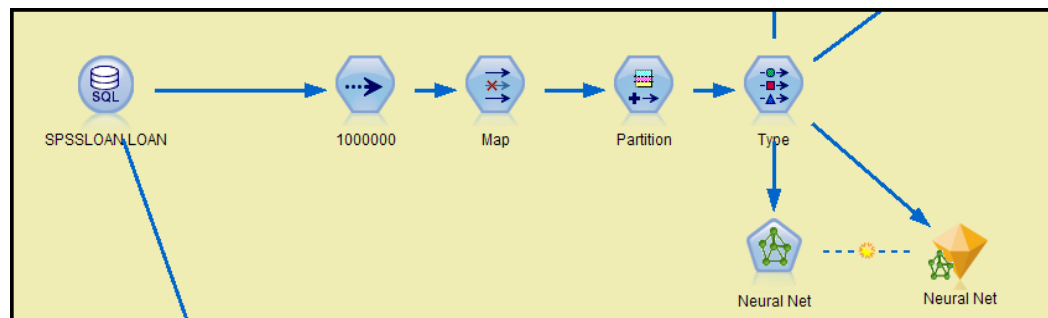 SQL
SPSSLOAN.LOAN
1000000
Map
Partition
Type
Neural Net
Neural Net